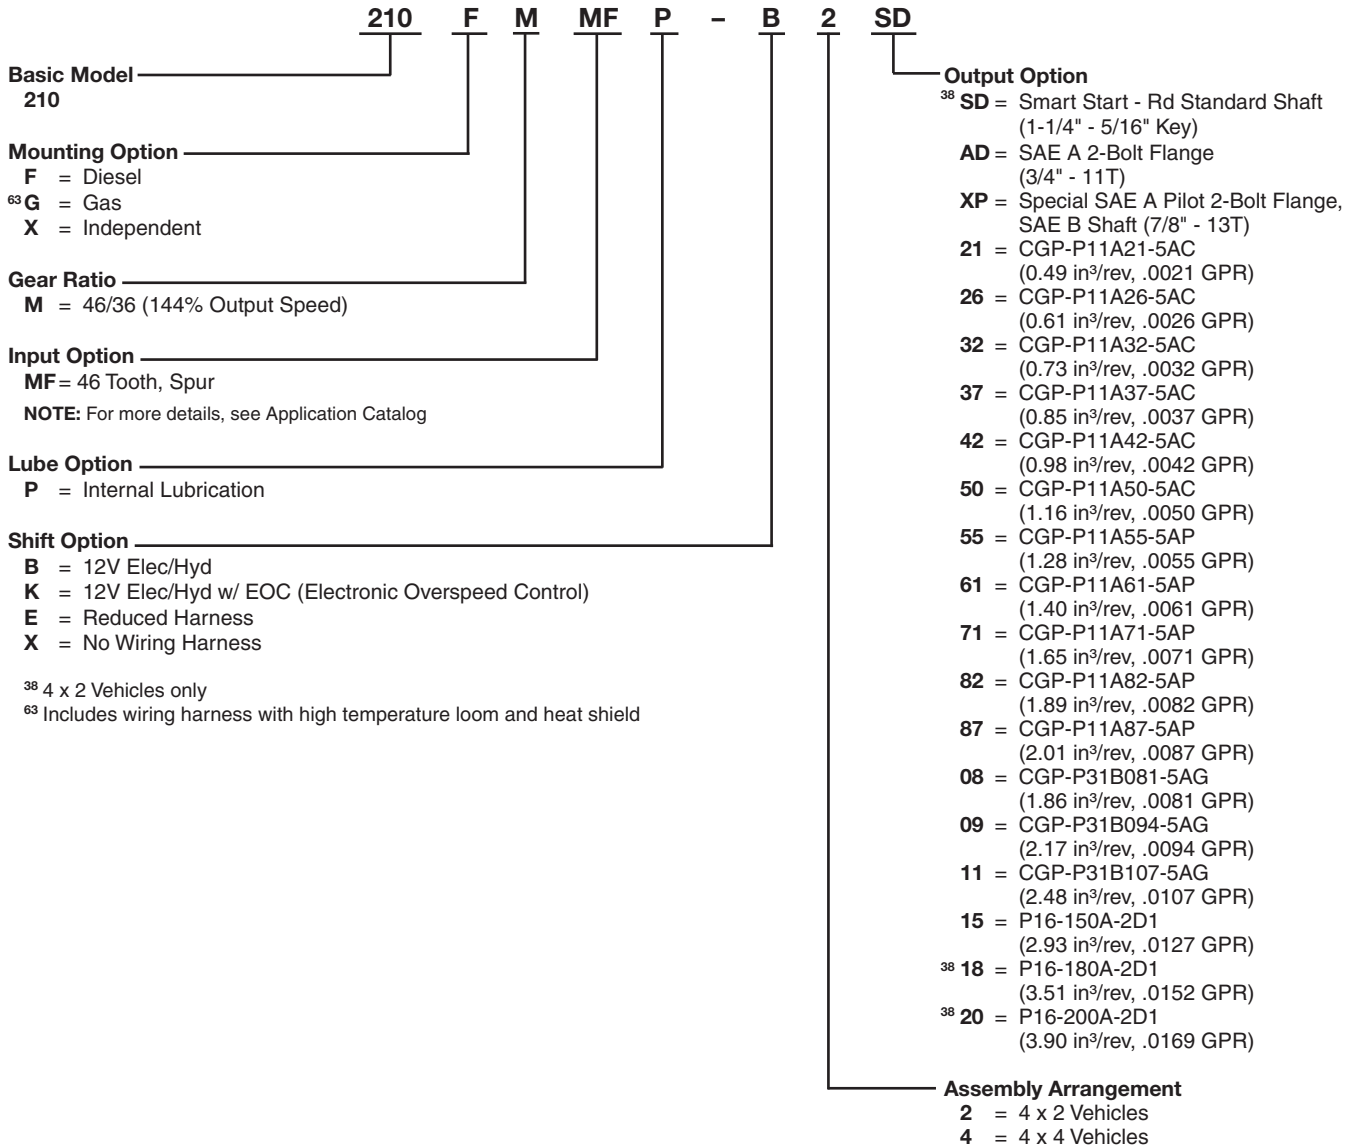 210 F M MF P – B 2 SD
Basic Model
210
Mounting Option
F = Diesel
63 G = Gas
X = Independent
Gear Ratio
M = 46/36 (144% Output Speed)
Input Option
MF = 46 Tooth, Spur
NOTE: For more details, see Application Catalog
Lube Option
P = Internal Lubrication
Shift Option
B = 12V Elec/Hyd
K = 12V Elec/Hyd w/ EOC (Electronic Overspeed Control)
E = Reduced Harness
X = No Wiring Harness
38 4 x 2 Vehicles only
63 Includes wiring harness with high temperature loom and heat shield
Output Option
38 SD = Smart Start - Rd Standard Shaft
(1-1/4" - 5/16" Key)
AD = SAE A 2-Bolt Flange
(3/4" - 11T)
XP = Special SAE A Pilot 2-Bolt Flange,
SAE B Shaft (7/8" - 13T)
21 = CGP-P11A21-5AC
(0.49 in³/rev, .0021 GPR)
26 = CGP-P11A26-5AC
(0.61 in³/rev, .0026 GPR)
32 = CGP-P11A32-5AC
(0.73 in³/rev, .0032 GPR)
37 = CGP-P11A37-5AC
(0.85 in³/rev, .0037 GPR)
42 = CGP-P11A42-5AC
(0.98 in³/rev, .0042 GPR)
50 = CGP-P11A50-5AC
(1.16 in³/rev, .0050 GPR)
55 = CGP-P11A55-5AP
(1.28 in³/rev, .0055 GPR)
61 = CGP-P11A61-5AP
(1.40 in³/rev, .0061 GPR)
71 = CGP-P11A71-5AP
(1.65 in³/rev, .0071 GPR)
82 = CGP-P11A82-5AP
(1.89 in³/rev, .0082 GPR)
87 = CGP-P11A87-5AP
(2.01 in³/rev, .0087 GPR)
08 = CGP-P31B081-5AG
(1.86 in³/rev, .0081 GPR)
09 = CGP-P31B094-5AG
(2.17 in³/rev, .0094 GPR)
11 = CGP-P31B107-5AG
(2.48 in³/rev, .0107 GPR)
15 = P16-150A-2D1
(2.93 in³/rev, .0127 GPR)
38 18 = P16-180A-2D1
(3.51 in³/rev, .0152 GPR)
38 20 = P16-200A-2D1
(3.90 in³/rev, .0169 GPR)
Assembly Arrangement
2 = 4 x 2 Vehicles
4 = 4 x 4 Vehicles